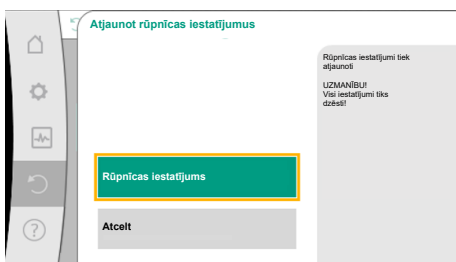 Atjaunot rūpnīcas iestatījumus
Rūpnīcas iestatījumi tiek
atjaunoti
UZMANĪBU!
Visi iestatījumi tiks
dzēsti!
Rūpnīcas iestatījums
Atcelt
?